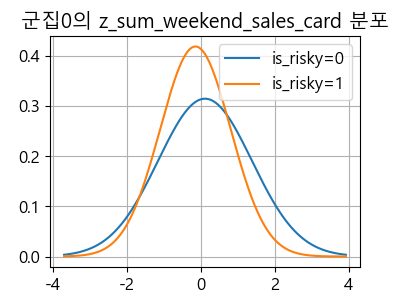 군집0의 z_sum_weekend_sales_card 분포
is_risky=0
is_risky=1
0.4
0.3
0.2
0.1
0.0
-4 -2 0 2 4